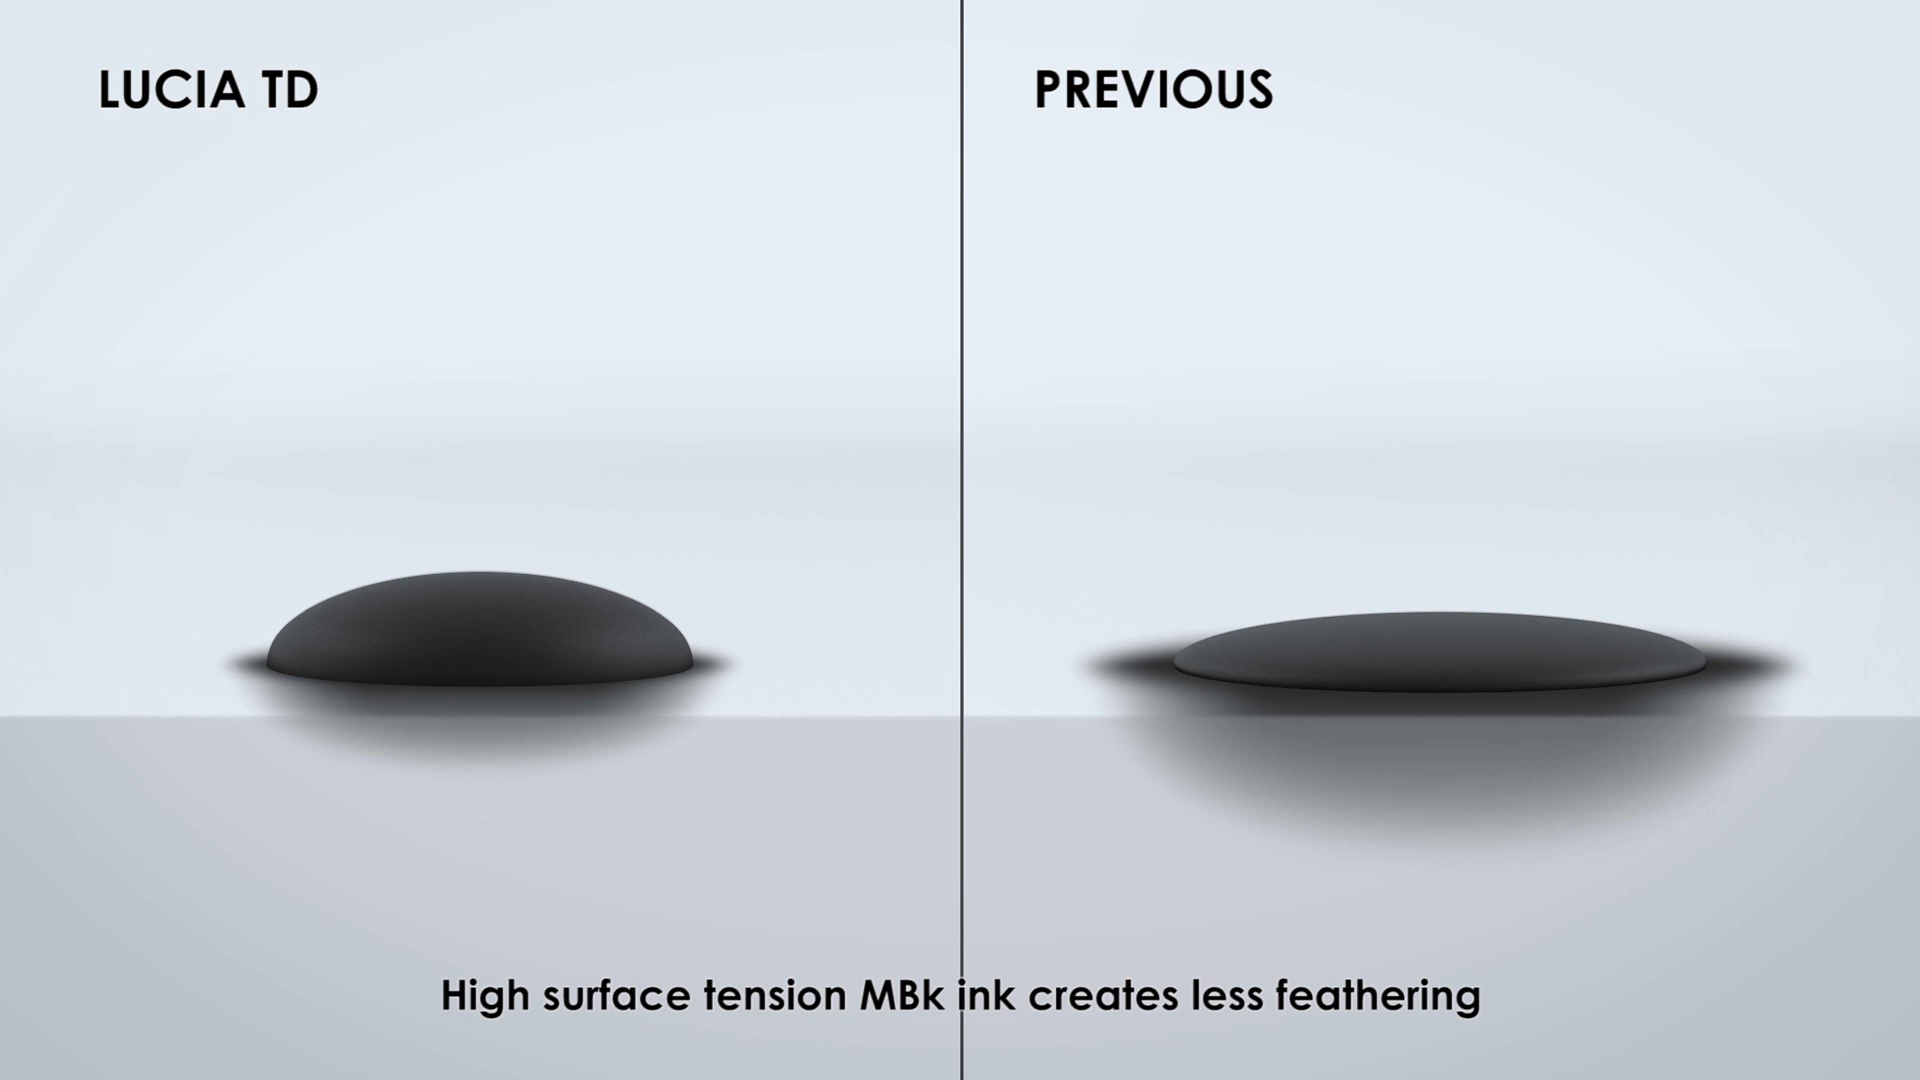 LUCIA TD
PREVIOUS
High surface tension MBk ink creates less feathering